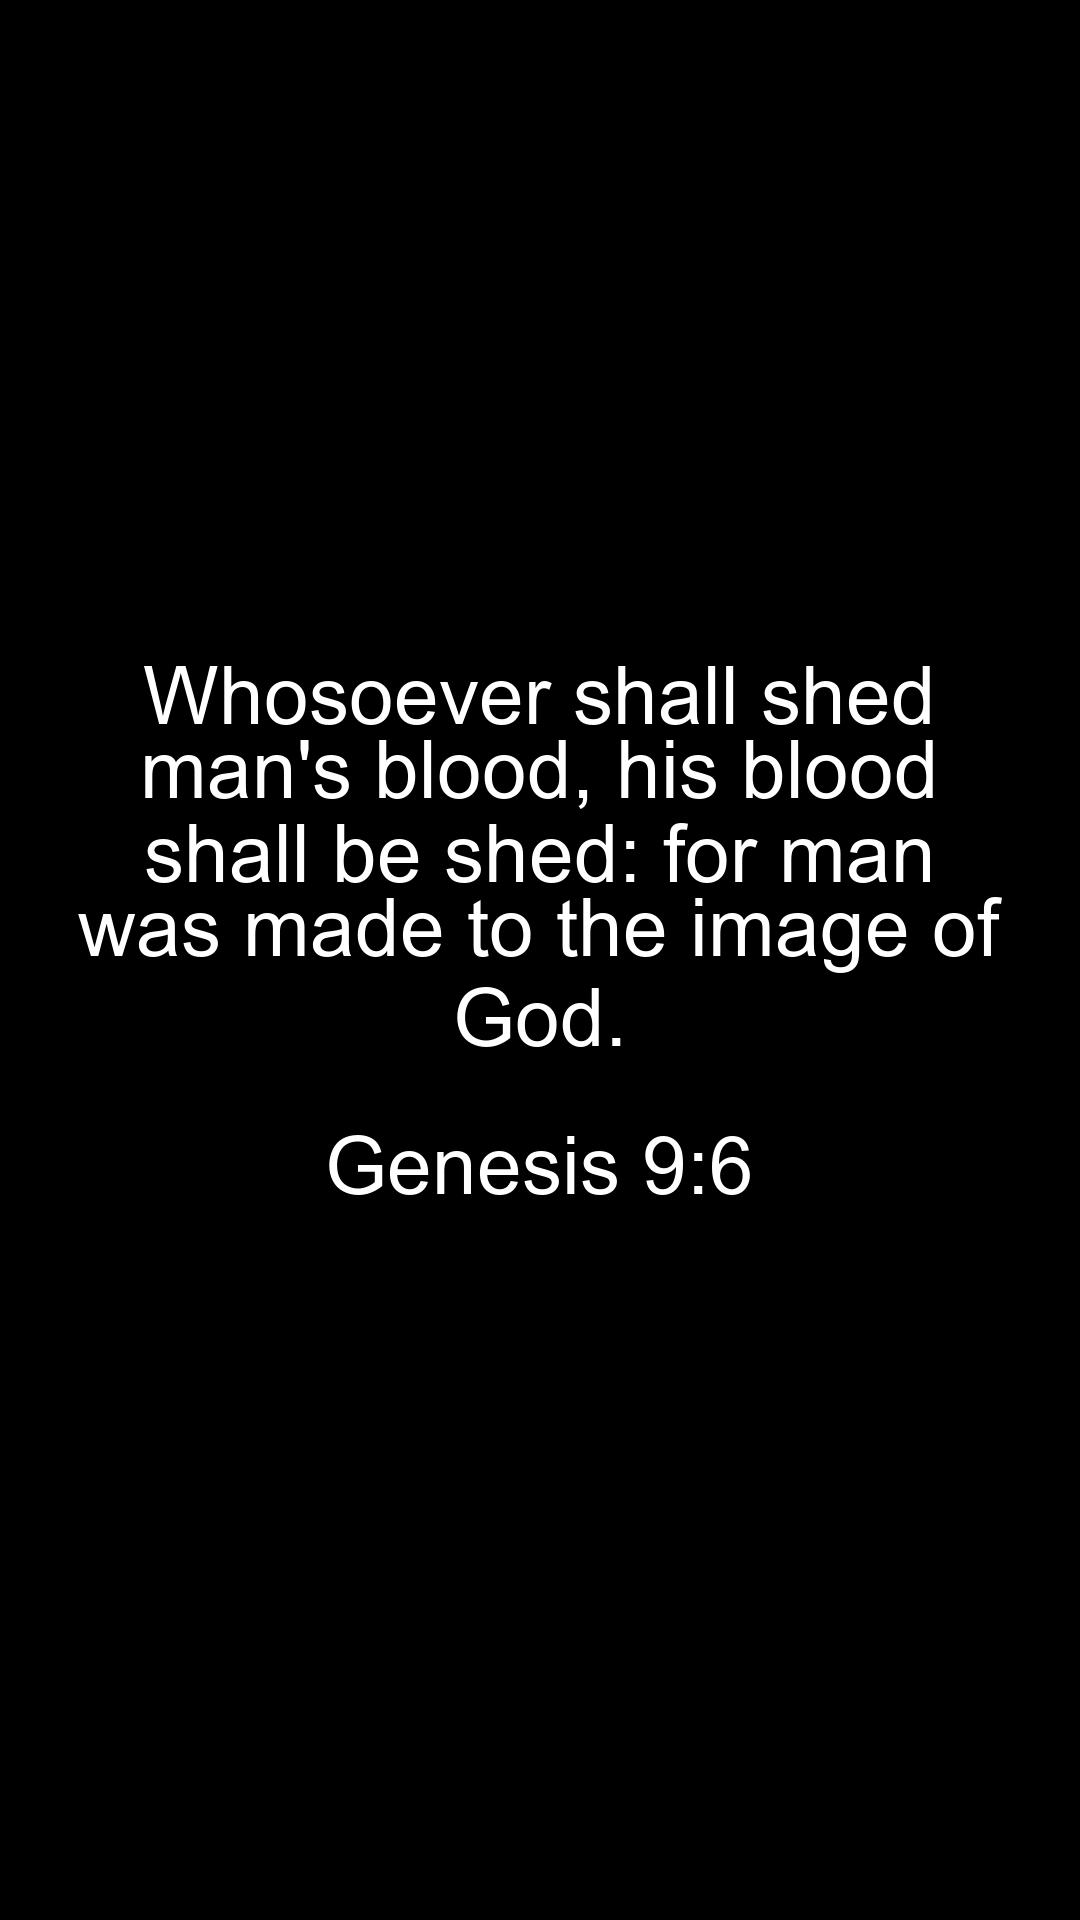 Whosoever shall shed
man's blood, his blood
shall be shed: for man
was made to the image of
God.
Genesis 9:6